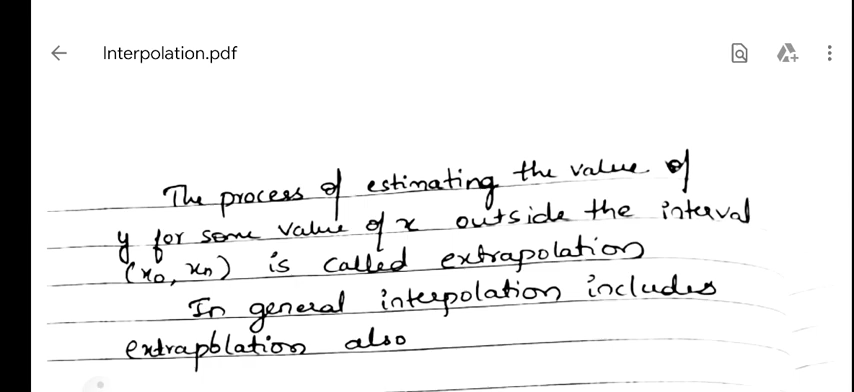 Interpolation.pdf
The process of estimating the value of
y for some value of x outside the interval
(x₀, xₙ) is called extrapolation
In general interpolation includes
extrapolation also